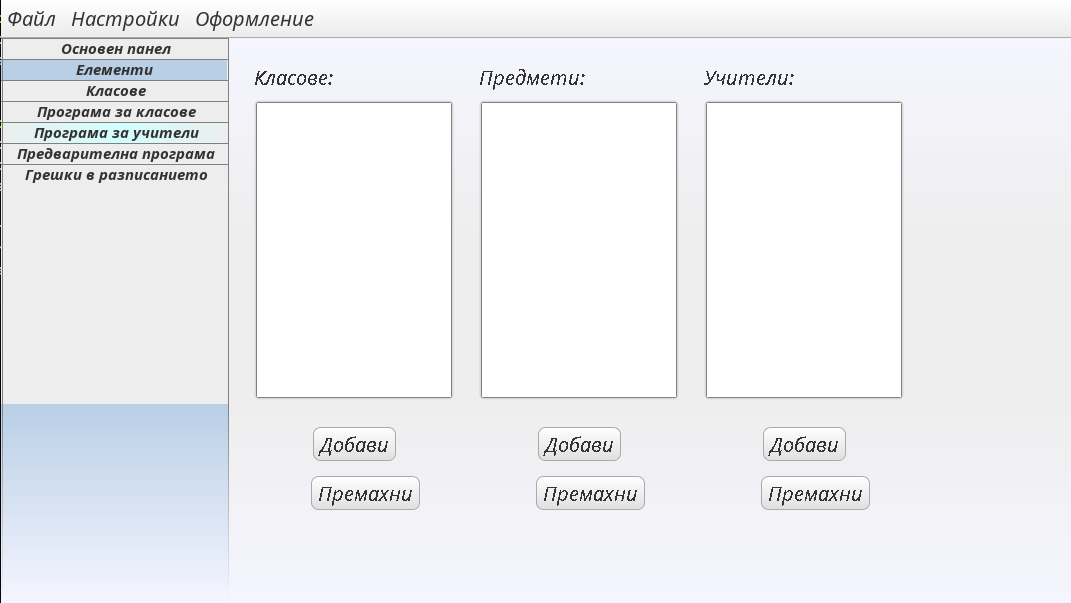 Файл Настройки Оформление
Основен панел
Елементи
Класове
Програма за класове
Програма за учители
Предварителна програма
Грешки в разписанието
Класове: Предмети: Учители:
Добави Добави Добави
Премахни Премахни Премахни